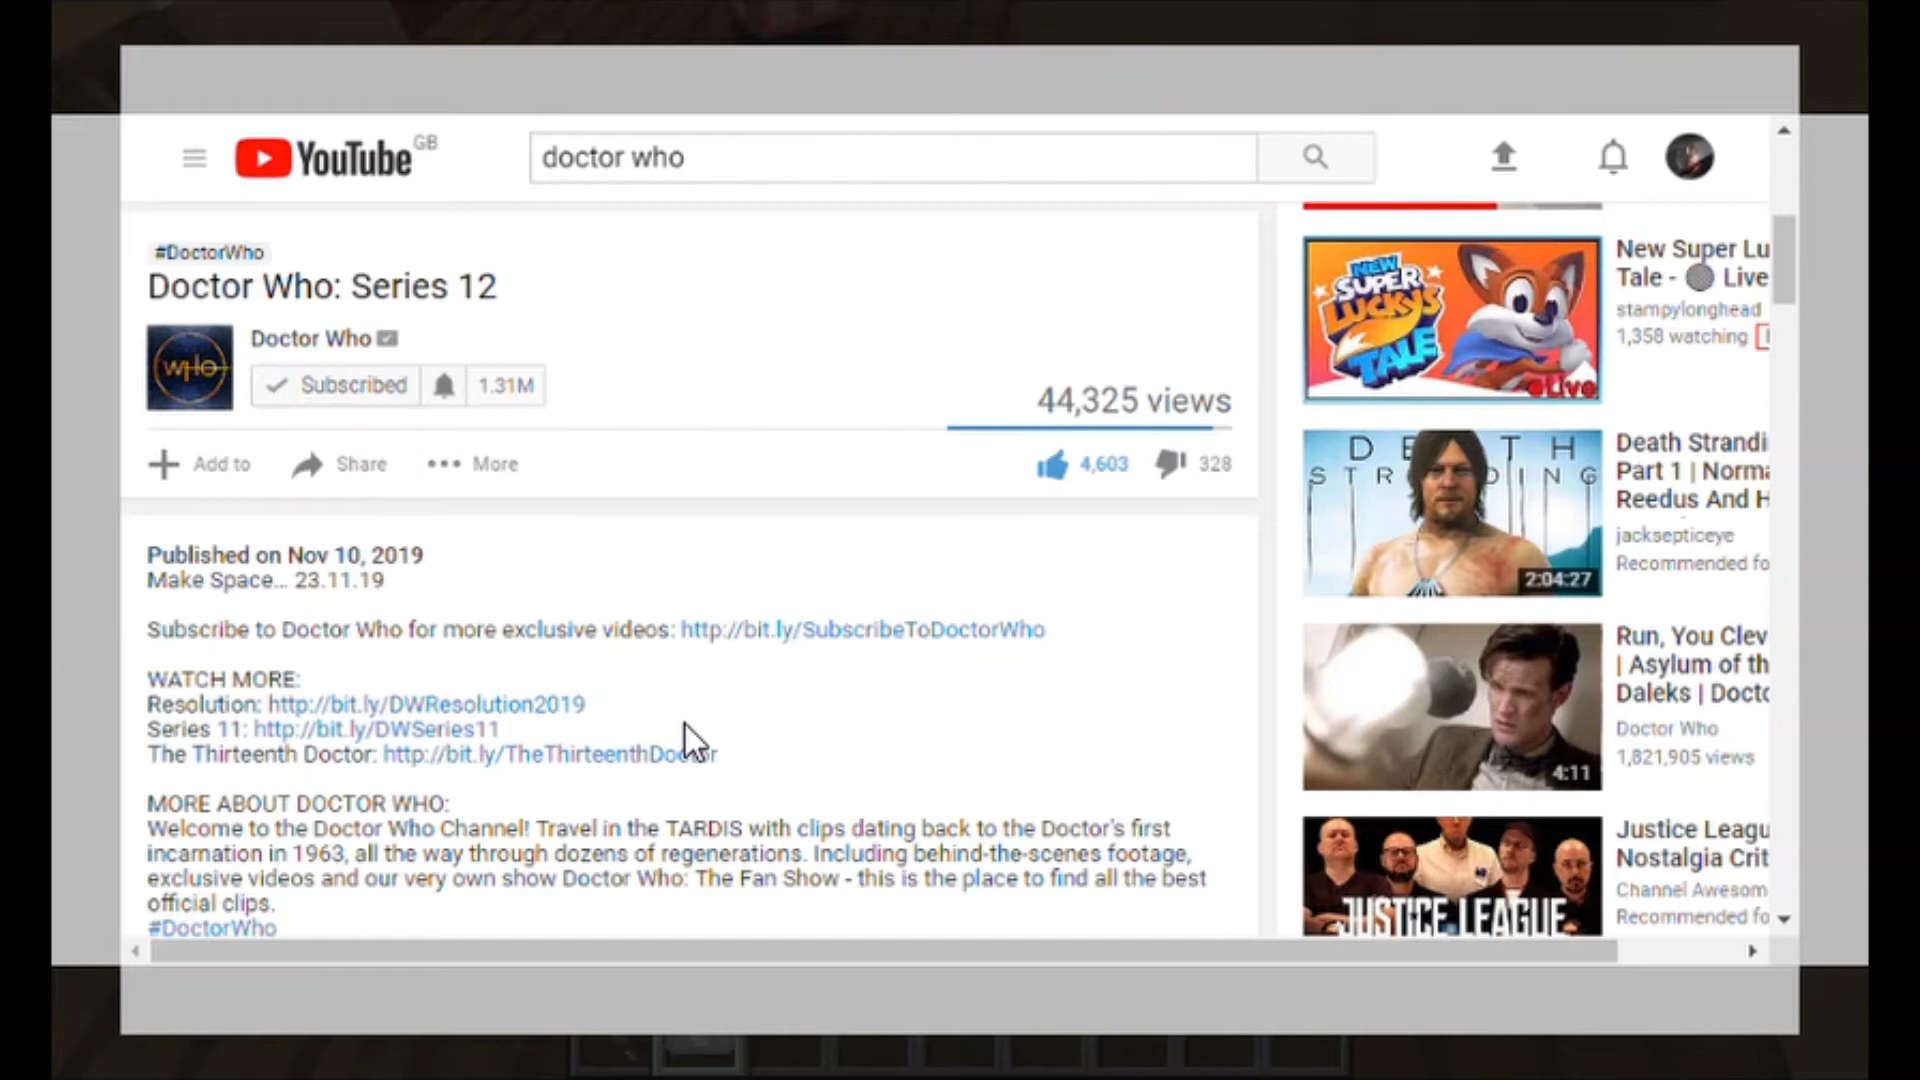 YouTube GB
doctor who
#DoctorWho
Doctor Who: Series 12
WHO
Doctor Who
Subscribed 1.31M
44,325 views
Add to Share More 4,603 328
Published on Nov 10, 2019
Make Space... 23.11.19
Subscribe to Doctor Who for more exclusive videos: http://bit.ly/SubscribeToDoctorWho
WATCH MORE:
Resolution: http://bit.ly/DWResolution2019
Series 11: http://bit.ly/DWSeries11
The Thirteenth Doctor:
MORE ABOUT DOCTOR WHO:
Welcome to the Doctor Who Channel! Travel in the TARDIS with clips dating back to the Doctor's first
incarnation in 1963, all the way through dozens of regenerations. Including behind-the-scenes footage,
exclusive videos and our very own show Doctor Who: The Fan Show - this is the place to find all the best
official clips.
#DoctorWho
NEW
SUPER
LUCKY'S
TALE
Live
New Super Lu
Tale - Live
stampylonghead
1,358 watching
DEATH
STRANDING
2:04:27
Death Strandi
Part 1 | Norma
Reedus And H
jacksepticeye
Recommended fo
4:11
Run, You Clev
| Asylum of th
Daleks | Docto
Doctor Who
1,821,905 views
JUSTICE LEAGUE
Justice Leagu
Nostalgia Crit
Channel Awesom
Recommended fo